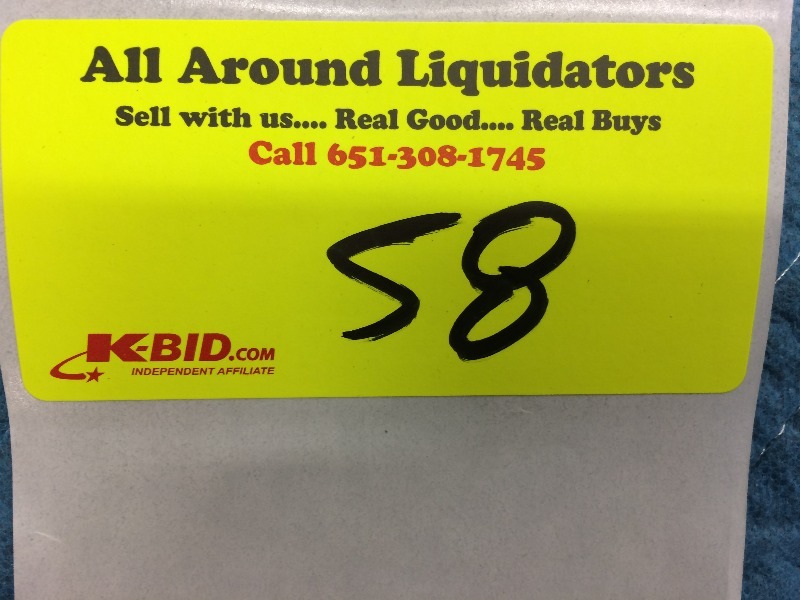 All Around Liquidators
Sell with us.... Real Good.... Real Buys
Call 651-308-1745
58
K-BID.COM
INDEPENDENT AFFILIATE